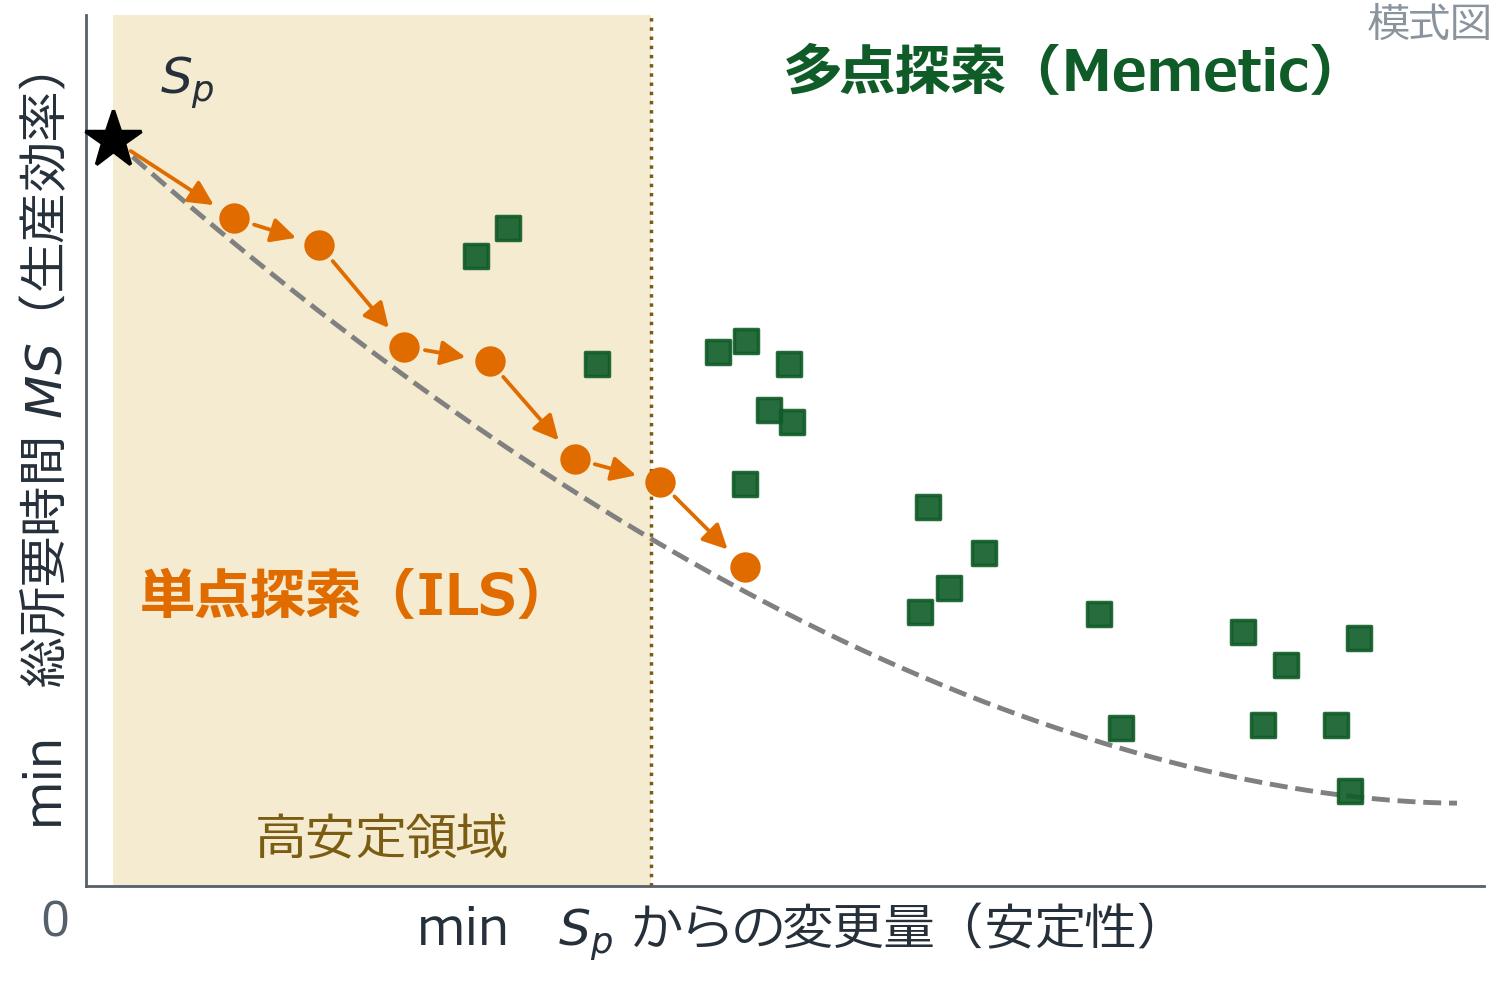 模式図
S_p
多点探索（Memetic）
min 総所要時間 MS（生産効率）
単点探索（ILS）
高安定領域
0
min S_p からの変更量（安定性）